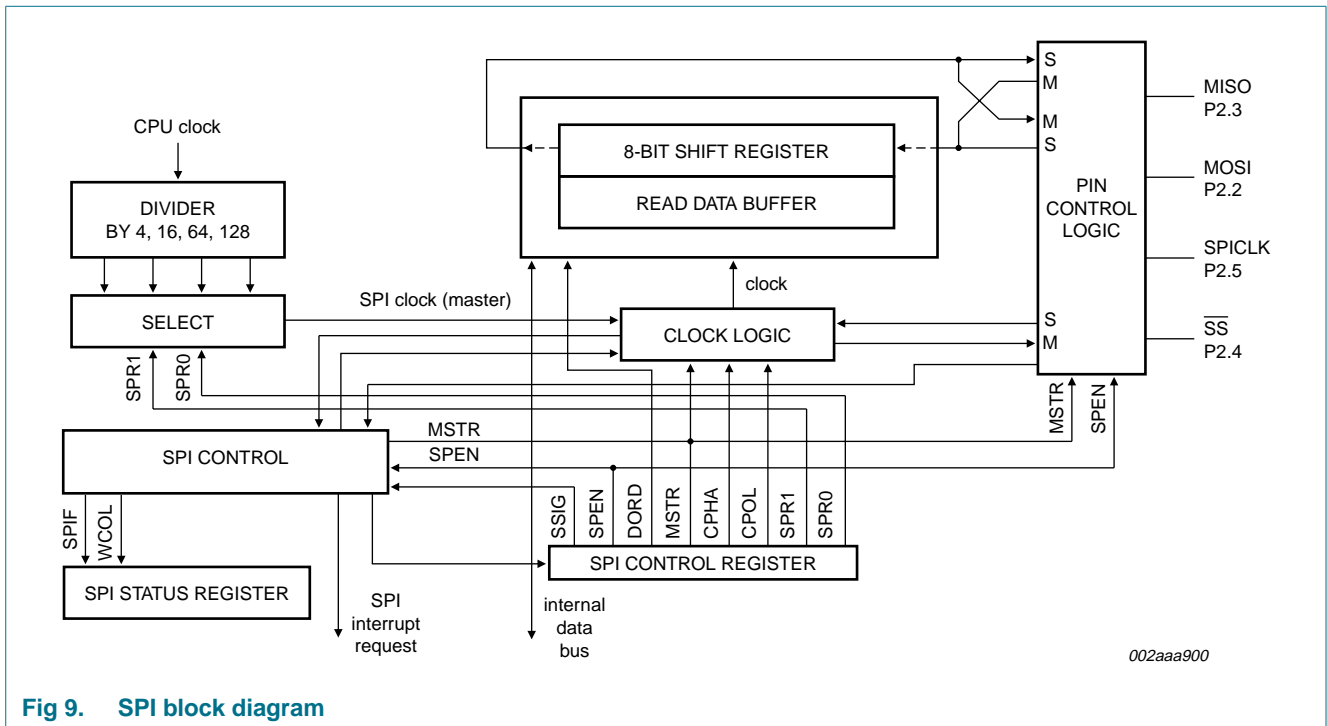 CPU clock
DIVIDER
BY 4, 16, 64, 128
SELECT
SPI clock (master)
SPR1
SPR0
8-BIT SHIFT REGISTER
READ DATA BUFFER
clock
CLOCK LOGIC
S
M
M
S
PIN
CONTROL
LOGIC
S
M
MISO
P2.3
MOSI
P2.2
SPICLK
P2.5
SS
P2.4
MSTR
SPEN
SPI CONTROL
MSTR
SPEN
SPIF
WCOL
SPI STATUS REGISTER
SSIG
SPEN
DORD
MSTR
CPHA
CPOL
SPR1
SPR0
SPI CONTROL REGISTER
SPI
interrupt
request
internal
data
bus
002aaa900
Fig 9. SPI block diagram